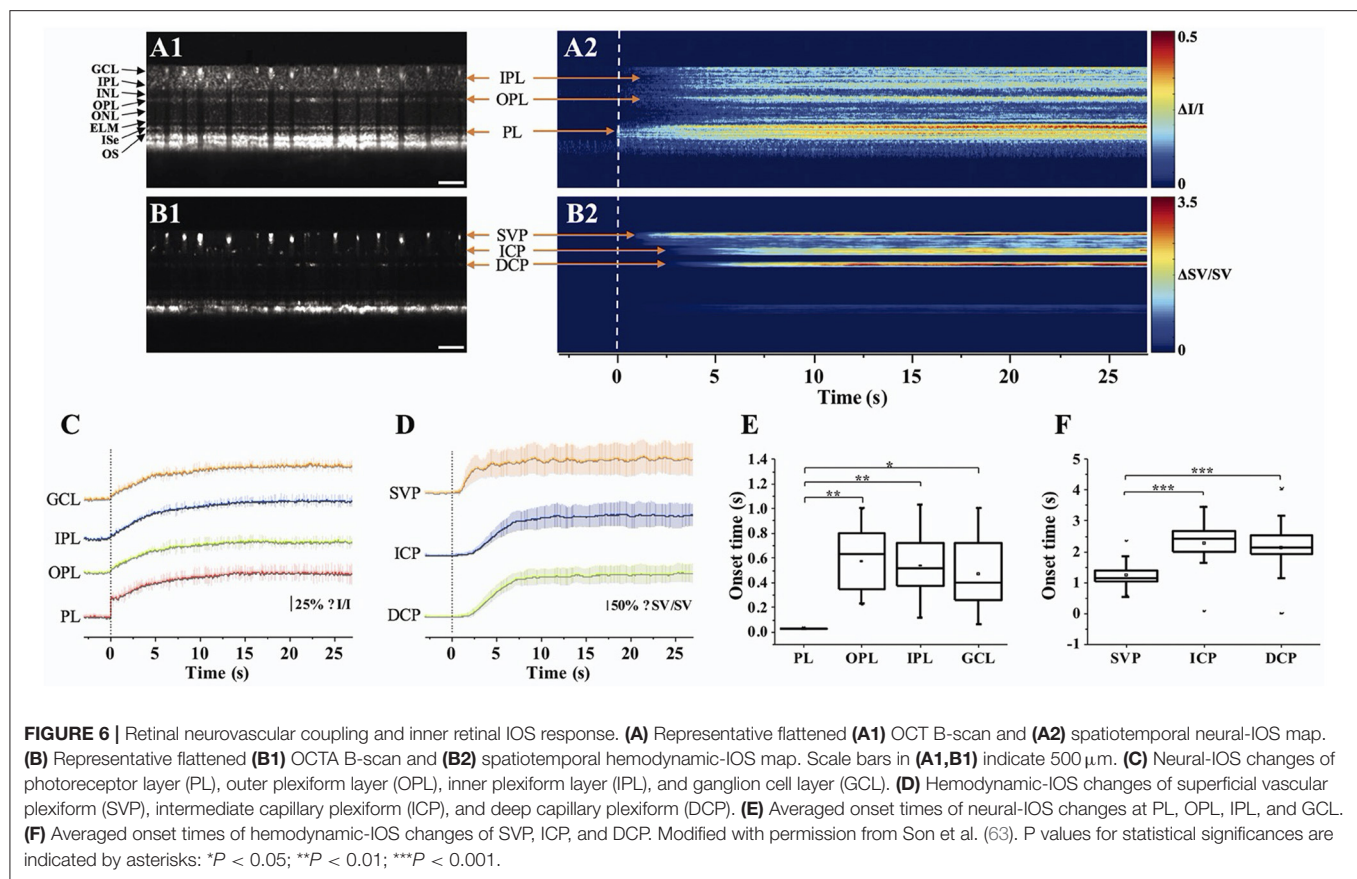 A1
GCL
IPL
INL
OPL
ONL
ELM
ISe
OS
IPL
OPL
PL
A2
0.5
ΔI/I
0
B1
SVP
ICP
DCP
B2
3.5
ΔSV/SV
0
0 5 10 15 20 25
Time (s)
C
GCL
IPL
OPL
PL
25% ? I/I
0 5 10 15 20 25
Time (s)
D
SVP
ICP
DCP
50% ? SV/SV
0 5 10 15 20 25
Time (s)
E
Onset time (s)
1.4
1.2
1.0
0.8
0.6
0.4
0.2
0.0
*
**
**
PL OPL IPL GCL
F
Onset time (s)
5
4
3
2
1
0
-1
***
***
SVP ICP DCP
FIGURE 6 | Retinal neurovascular coupling and inner retinal IOS response. (A) Representative flattened (A1) OCT B-scan and (A2) spatiotemporal neural-IOS map.
(B) Representative flattened (B1) OCTA B-scan and (B2) spatiotemporal hemodynamic-IOS map. Scale bars in (A1,B1) indicate 500 μm. (C) Neural-IOS changes of
photoreceptor layer (PL), outer plexiform layer (OPL), inner plexiform layer (IPL), and ganglion cell layer (GCL). (D) Hemodynamic-IOS changes of superficial vascular
plexiform (SVP), intermediate capillary plexiform (ICP), and deep capillary plexiform (DCP). (E) Averaged onset times of neural-IOS changes at PL, OPL, IPL, and GCL.
(F) Averaged onset times of hemodynamic-IOS changes of SVP, ICP, and DCP. Modified with permission from Son et al. (63). P values for statistical significances are
indicated by asterisks: *P < 0.05; **P < 0.01; ***P < 0.001.